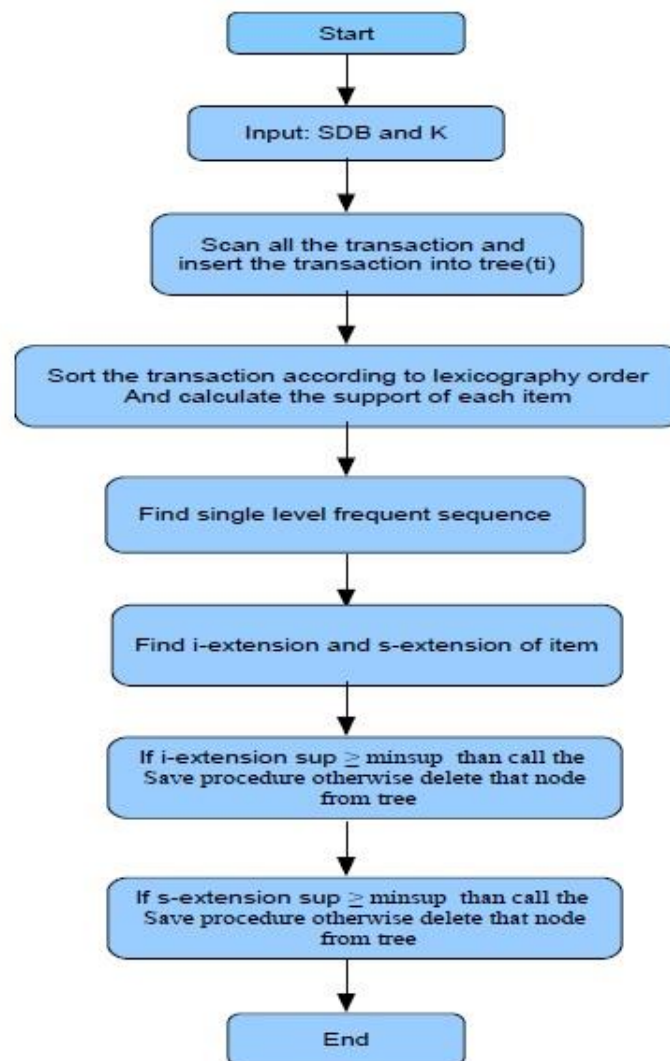 Start
Input: SDB and K
Scan all the transaction and
insert the transaction into tree(ti)
Sort the transaction according to lexicography order
And calculate the support of each item
Find single level frequent sequence
Find i-extension and s-extension of item
If i-extension sup ≥ minsup than call the
Save procedure otherwise delete that node
from tree
If s-extension sup ≥ minsup than call the
Save procedure otherwise delete that node
from tree
End